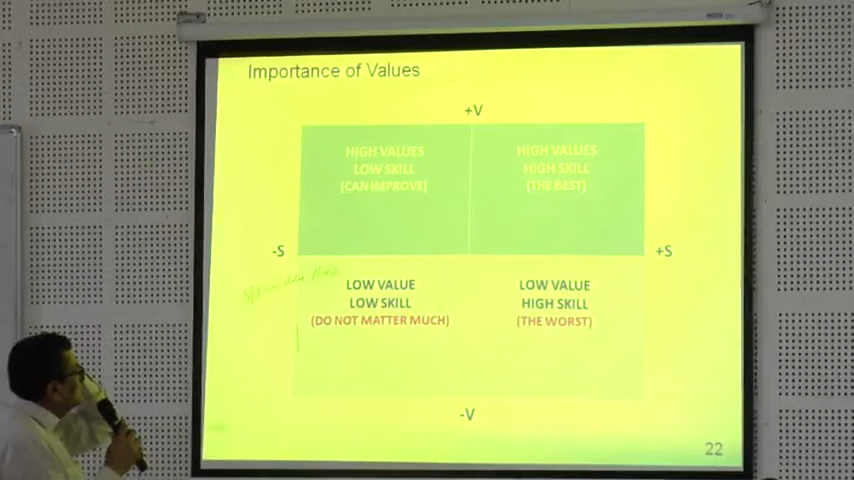 Importance of Values
+V
HIGH VALUES
LOW SKILL
(CAN IMPROVE)
HIGH VALUES
HIGH SKILL
(THE BEST)
-S
+S
LOW VALUE
LOW SKILL
(DO NOT MATTER MUCH)
LOW VALUE
HIGH SKILL
(THE WORST)
-V
22